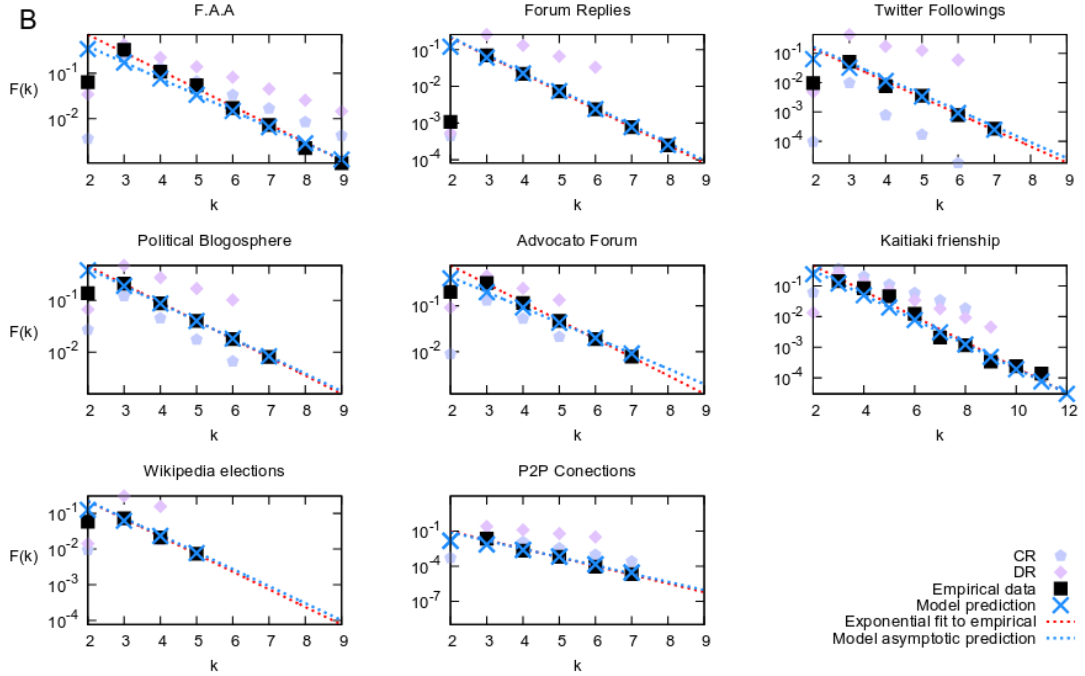 B
F.A.A
F(k)
10⁻¹
10⁻²
2 3 4 5 6 7 8 9
k
Forum Replies
10⁻¹
10⁻²
10⁻³
10⁻⁴
2 3 4 5 6 7 8 9
k
Twitter Followings
10⁻¹
10⁻²
10⁻³
10⁻⁴
2 3 4 5 6 7 8 9
k
Political Blogosphere
F(k)
10⁻¹
10⁻²
2 3 4 5 6 7 8 9
k
Advocato Forum
10⁻¹
10⁻²
2 3 4 5 6 7 8 9
k
Kaitiaki frienship
10⁻¹
10⁻²
10⁻³
10⁻⁴
2 4 6 8 10 12
k
Wikipedia elections
F(k)
10⁻¹
10⁻²
10⁻³
10⁻⁴
2 3 4 5 6 7 8 9
k
P2P Conections
10⁻¹
10⁻⁴
10⁻⁷
2 3 4 5 6 7 8 9
k
CR
DR
Empirical data
Model prediction
Exponential fit to empirical
Model asymptotic prediction